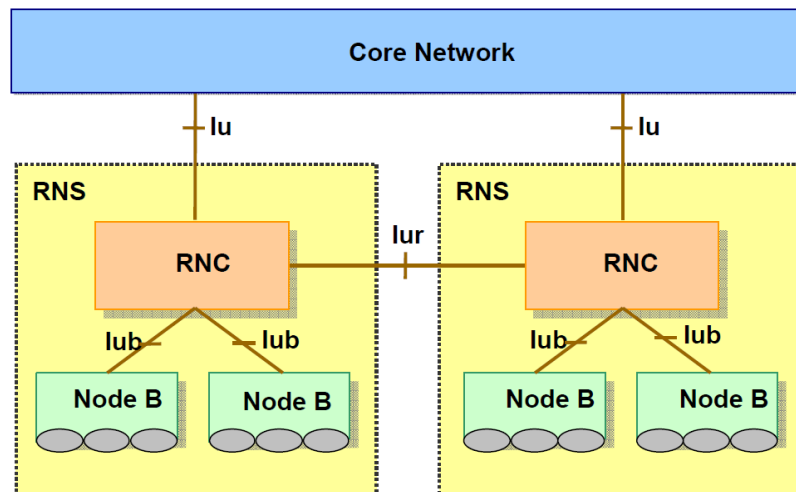 Core Network
Iu
Iu
RNS
RNS
RNC
Iur
RNC
Iub
Iub
Iub
Iub
Node B
Node B
Node B
Node B